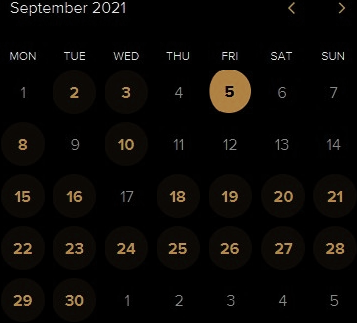 September 2021 < >
MON TUE WED THU FRI SAT SUN
1 2 3 4 5 6 7
8 9 10 11 12 13 14
15 16 17 18 19 20 21
22 23 24 25 26 27 28
29 30 1 2 3 4 5